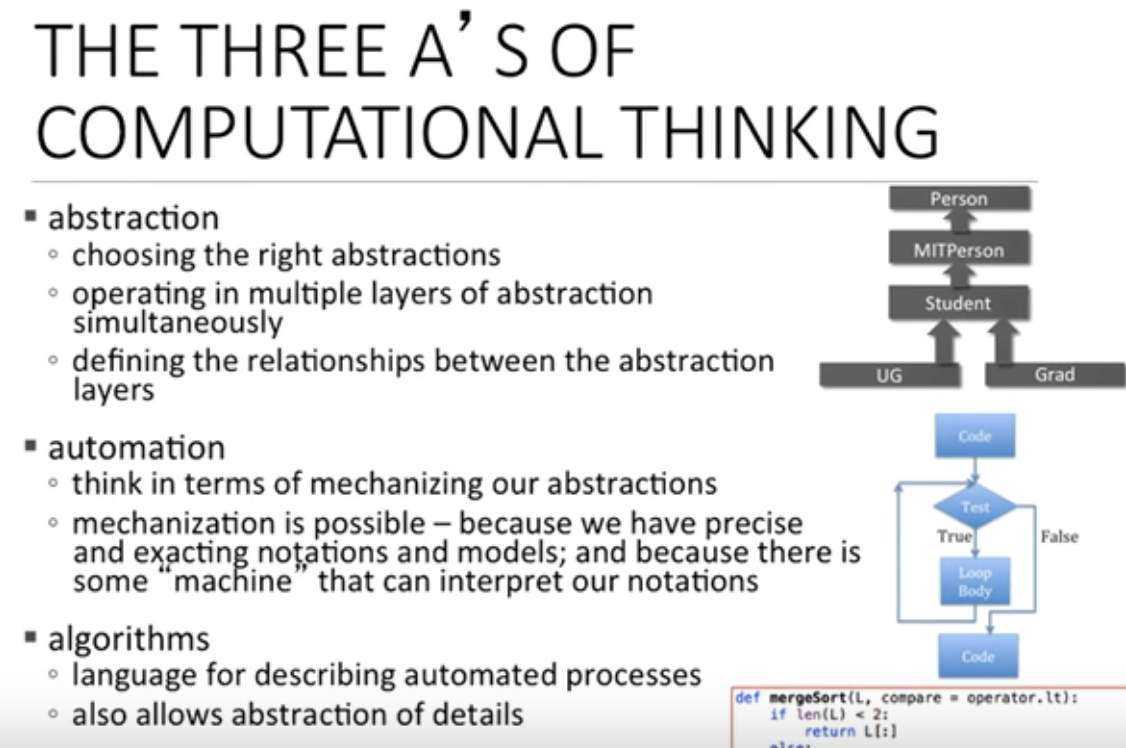 THE THREE A’S OF
COMPUTATIONAL THINKING
▪ abstraction
◦ choosing the right abstractions
◦ operating in multiple layers of abstraction
simultaneously
◦ defining the relationships between the abstraction
layers
▪ automation
◦ think in terms of mechanizing our abstractions
◦ mechanization is possible – because we have precise
and exacting notations and models; and because there is
some “machine” that can interpret our notations
▪ algorithms
◦ language for describing automated processes
◦ also allows abstraction of details
Person
MITPerson
Student
UG Grad
Code
Test
True False
Loop
Body
Code
def mergeSort(L, compare = operator.lt):
if len(L) < 2:
return L[:]
else: